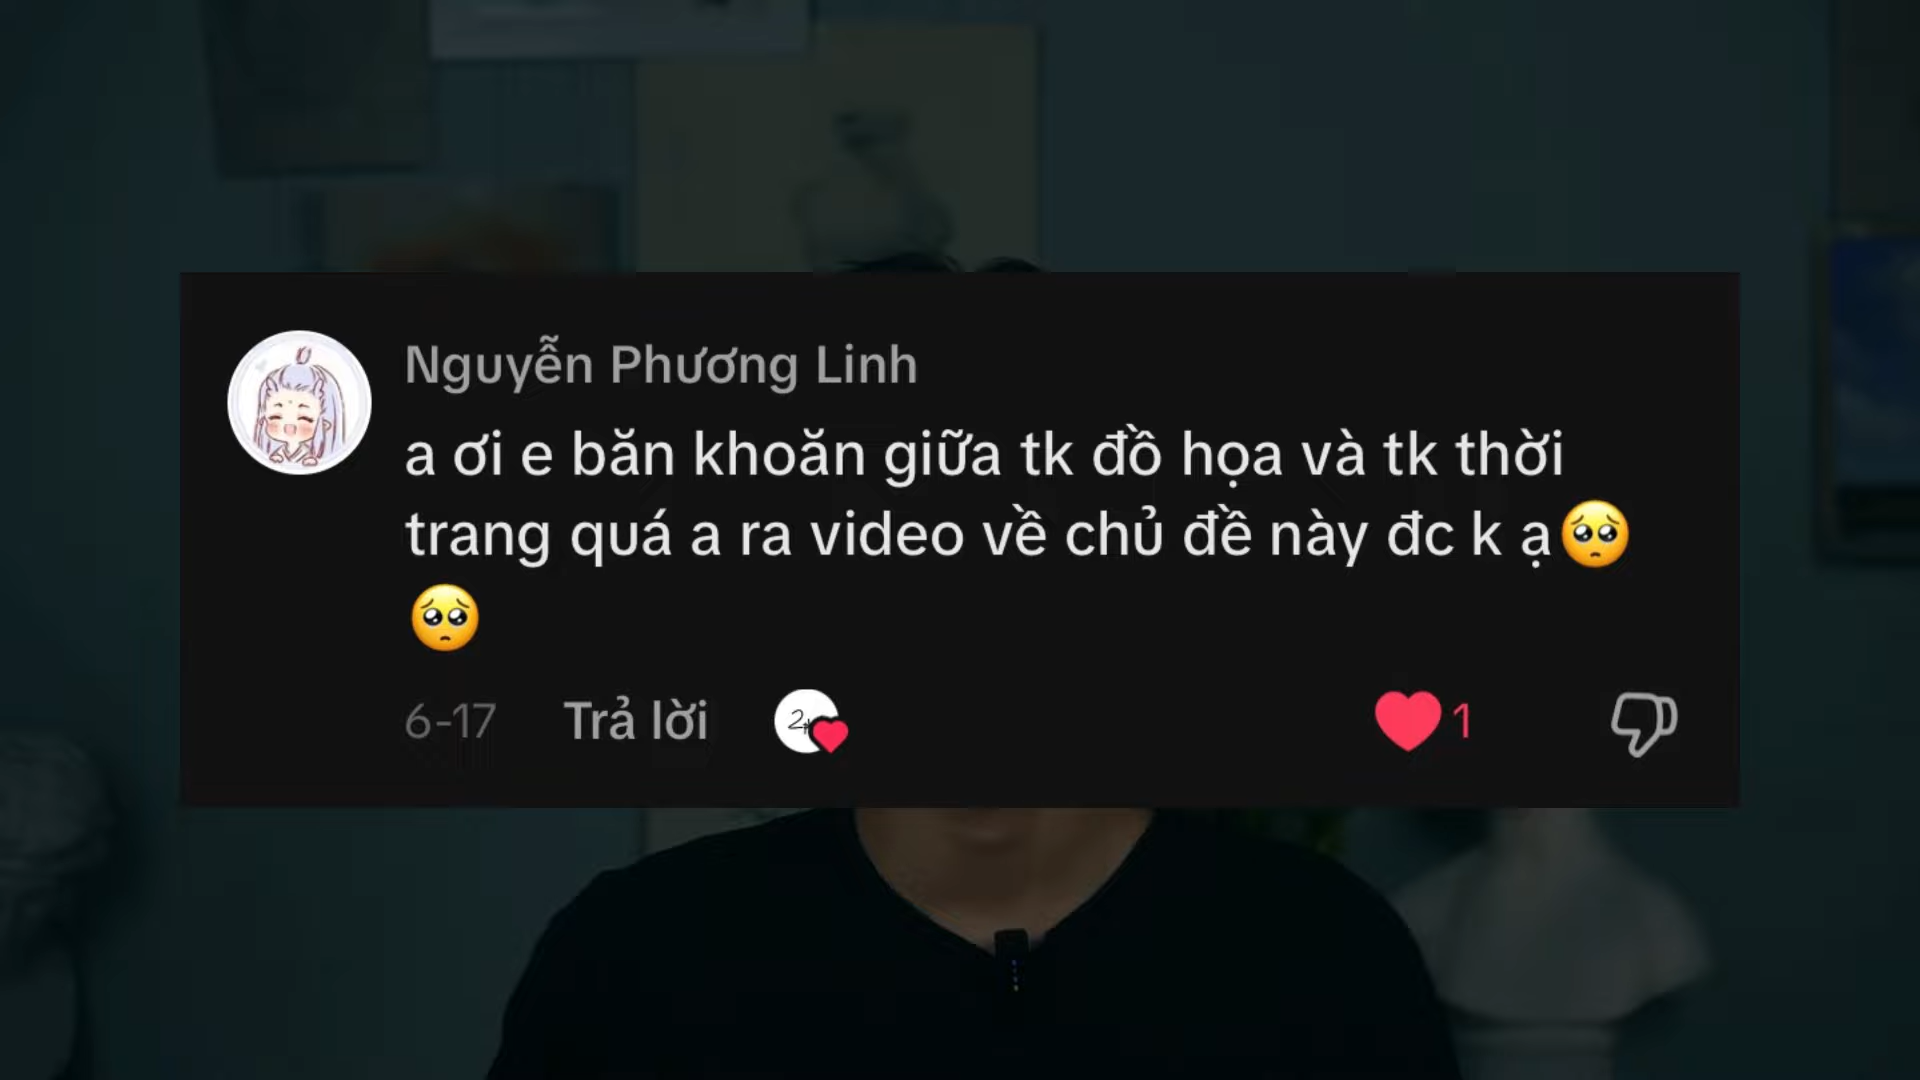 Nguyễn Phương Linh
a ơi e băn khoăn giữa tk đồ họa và tk thời
trang quá a ra video về chủ đề này đc k ạ🥺
🥺
6-17 Trả lời 1